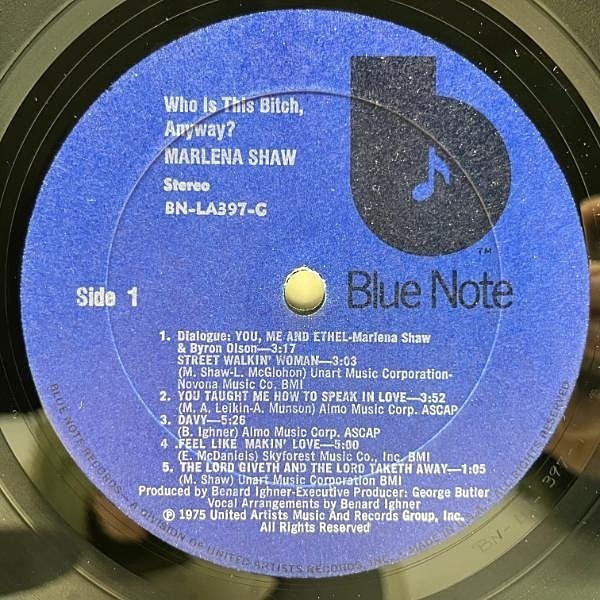 Who Is This Bitch,
Anyway?
MARLENA SHAW
Stereo
BN-LA397-G
TM
Blue Note
Side 1
1. Dialogue: YOU, ME AND ETHEL-Marlena Shaw
& Byron Olson—3:17
STREET WALKIN' WOMAN—3:03
(M. Shaw-L. McGlohon) Unart Music Corporation-
Novona Music Co. BMI
2. YOU TAUGHT ME HOW TO SPEAK IN LOVE—3:52
(M. A. Leikin-A. Munson) Almo Music Corp. ASCAP
3. DAVY—5:26
(B. Ighner) Almo Music Corp. ASCAP
4. FEEL LIKE MAKIN' LOVE—5:00
(E. McDaniels) Skyforest Music Co., Inc. BMI
5. THE LORD GIVETH AND THE LORD TAKETH AWAY—1:05
(M. Shaw) Unart Music Corporation BMI
Produced by Benard Ighner-Executive Producer: George Butler
Vocal Arrangements by Benard Ighner
℗ 1975 United Artists Music And Records Group, Inc.
All Rights Reserved
BLUE NOTE RECORDS—A DIVISION OF UNITED ARTISTS RECORDS, INC.